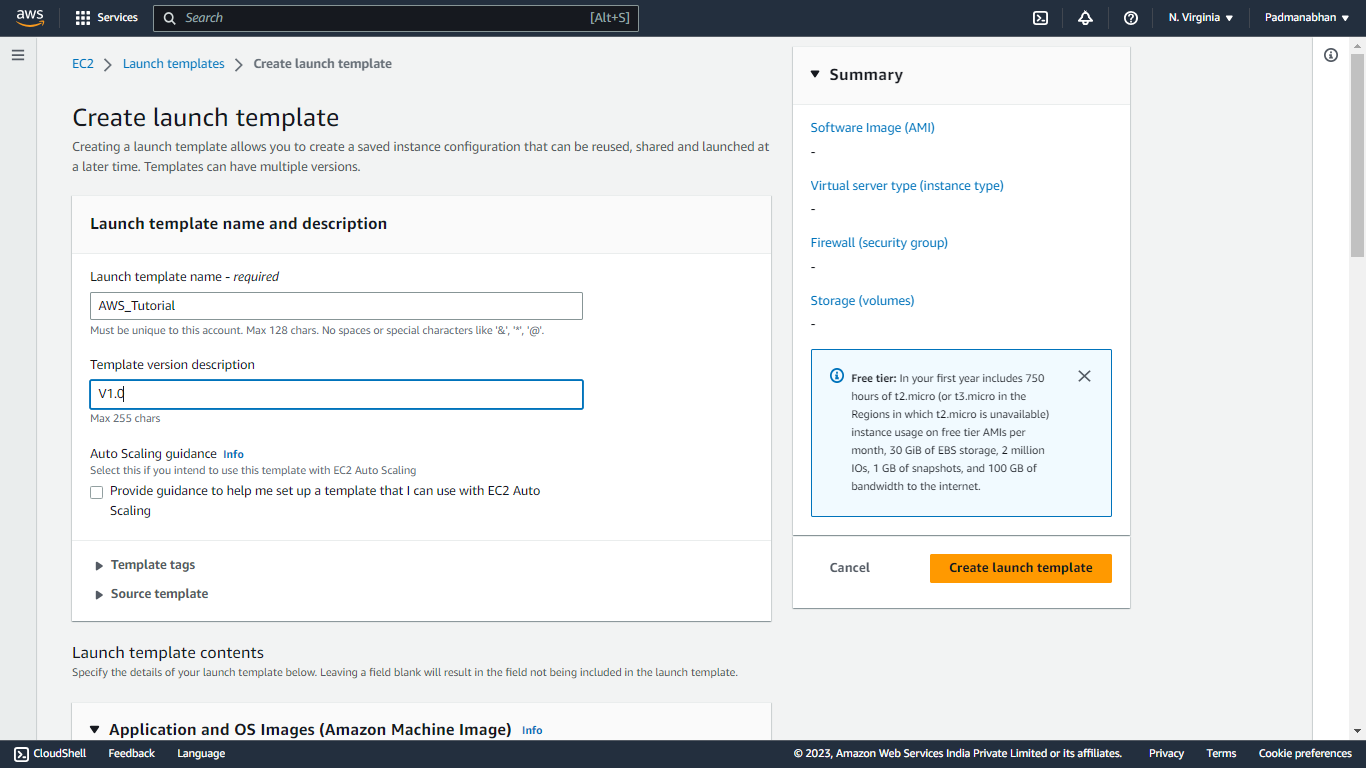 aws
Services
Search
[Alt+S]
N. Virginia
Padmanabhan
EC2
Launch templates
Create launch template
Create launch template
Creating a launch template allows you to create a saved instance configuration that can be reused, shared and launched at
a later time. Templates can have multiple versions.
Launch template name and description
Launch template name - required
AWS_Tutorial
Must be unique to this account. Max 128 chars. No spaces or special characters like '&', '*', '@'.
Template version description
V1.0
Max 255 chars
Auto Scaling guidance Info
Select this if you intend to use this template with EC2 Auto Scaling
Provide guidance to help me set up a template that I can use with EC2 Auto
Scaling
Template tags
Source template
Launch template contents
Specify the details of your launch template below. Leaving a field blank will result in the field not being included in the launch template.
Application and OS Images (Amazon Machine Image) Info
Summary
Software Image (AMI)
-
Virtual server type (instance type)
-
Firewall (security group)
-
Storage (volumes)
-
Free tier: In your first year includes 750
hours of t2.micro (or t3.micro in the
Regions in which t2.micro is unavailable)
instance usage on free tier AMIs per
month, 30 GiB of EBS storage, 2 million
IOs, 1 GB of snapshots, and 100 GB of
bandwidth to the internet.
Cancel
Create launch template
CloudShell
Feedback
Language
© 2023, Amazon Web Services India Private Limited or its affiliates.
Privacy
Terms
Cookie preferences